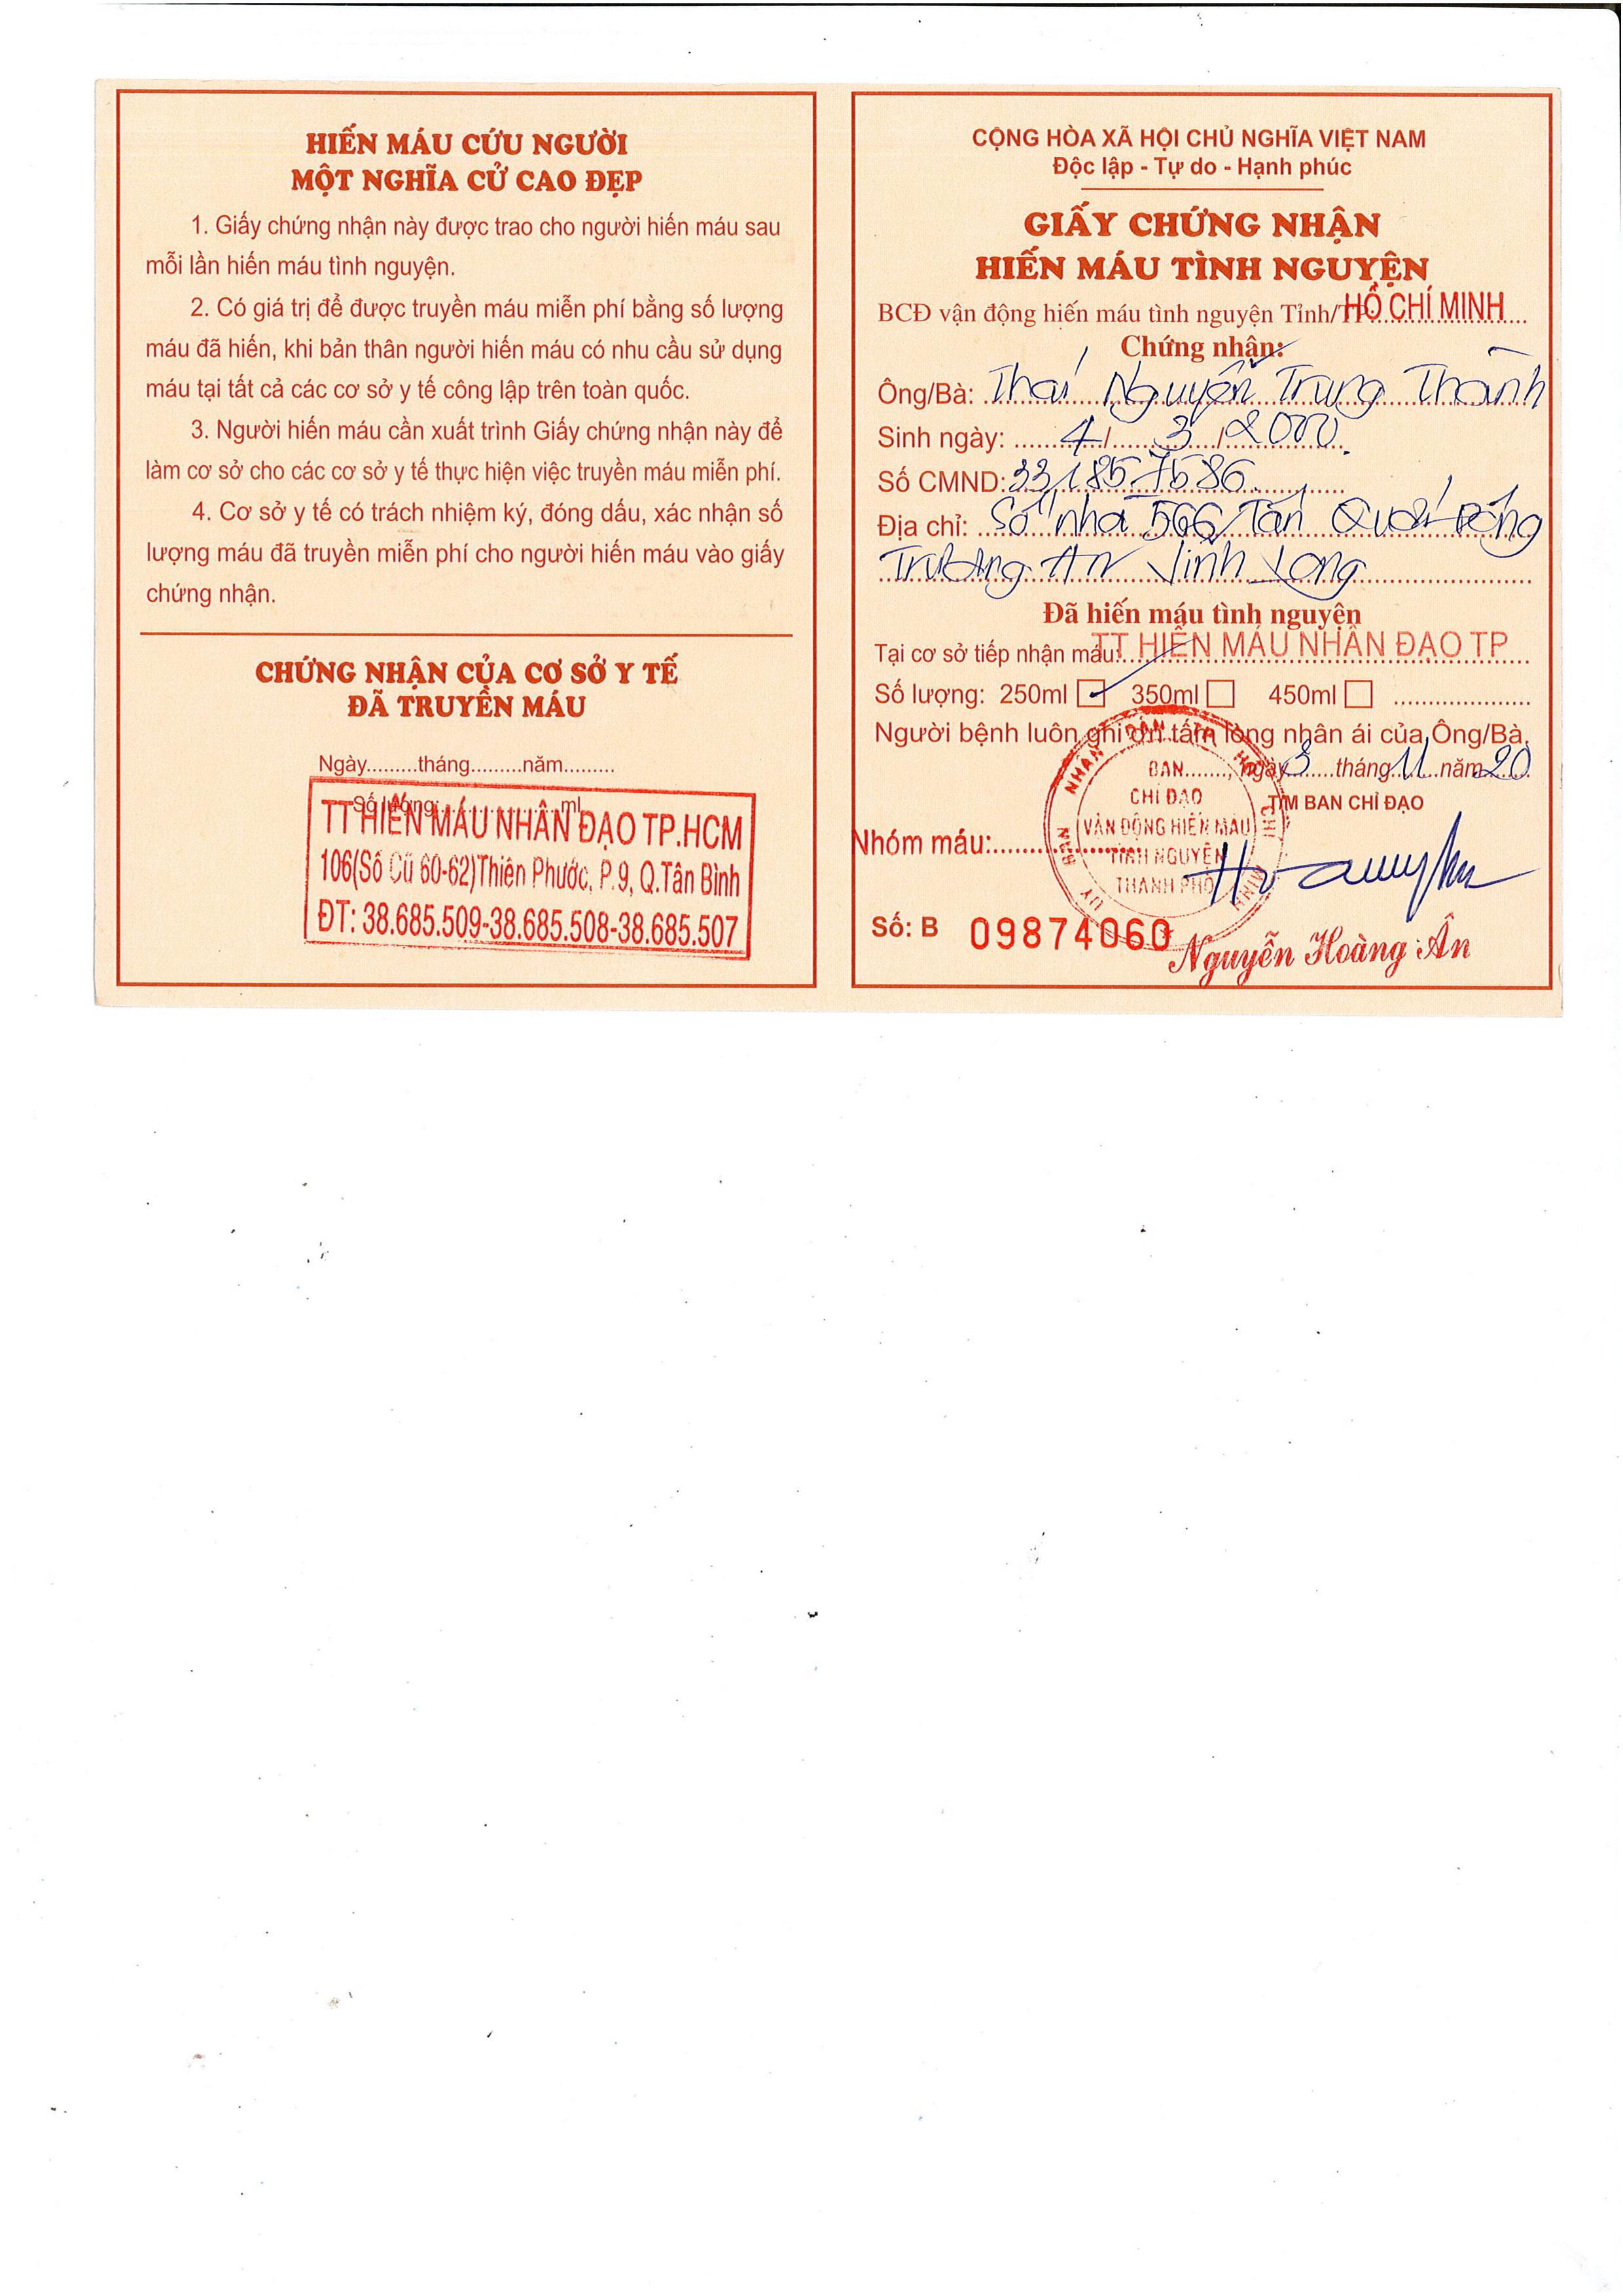 HIẾN MÁU CỨU NGƯỜI
MỘT NGHĨA CỬ CAO ĐẸP
1. Giấy chứng nhận này được trao cho người hiến máu sau
mỗi lần hiến máu tình nguyện.
2. Có giá trị để được truyền máu miễn phí bằng số lượng
máu đã hiến, khi bản thân người hiến máu có nhu cầu sử dụng
máu tại tất cả các cơ sở y tế công lập trên toàn quốc.
3. Người hiến máu cần xuất trình Giấy chứng nhận này để
làm cơ sở cho các cơ sở y tế thực hiện việc truyền máu miễn phí.
4. Cơ sở y tế có trách nhiệm ký, đóng dấu, xác nhận số
lượng máu đã truyền miễn phí cho người hiến máu vào giấy
chứng nhận.
CHỨNG NHẬN CỦA CƠ SỞ Y TẾ
ĐÃ TRUYỀN MÁU
Ngày.........tháng.........năm.........
Số lượng:.....................ml
TT HIẾN MÁU NHÂN ĐẠO TP.HCM
106(Số Cũ 60-62)Thiên Phước, P.9, Q.Tân Bình
ĐT: 38.685.509-38.685.508-38.685.507
CỘNG HÒA XÃ HỘI CHỦ NGHĨA VIỆT NAM
Độc lập - Tự do - Hạnh phúc
GIẤY CHỨNG NHẬN
HIẾN MÁU TÌNH NGUYỆN
BCĐ vận động hiến máu tình nguyện Tỉnh/TP HỒ CHÍ MINH
Chứng nhận:
Ông/Bà: Thái Nguyễn Trung Thành
Sinh ngày: 4/3/2000
Số CMND: 331857586
Địa chỉ: Số nhà 566 Tân Quới Đông
Trường An Vĩnh Long
Đã hiến máu tình nguyện
Tại cơ sở tiếp nhận máu: TT HIẾN MÁU NHÂN ĐẠO TP
Số lượng: 250ml ☑ 350ml ☐ 450ml ☐ ....................
Người bệnh luôn ghi ơn tấm lòng nhân ái của Ông/Bà.
ngày 3 tháng 11 năm 20
T/M BAN CHỈ ĐẠO
ỦY BAN NHÂN DÂN TP HỒ CHÍ MINH
BAN
CHỈ ĐẠO
VẬN ĐỘNG HIẾN MÁU
TÌNH NGUYỆN
THÀNH PHỐ
Nhóm máu:.....................
Số: B 09874060
Nguyễn Hoàng Ân